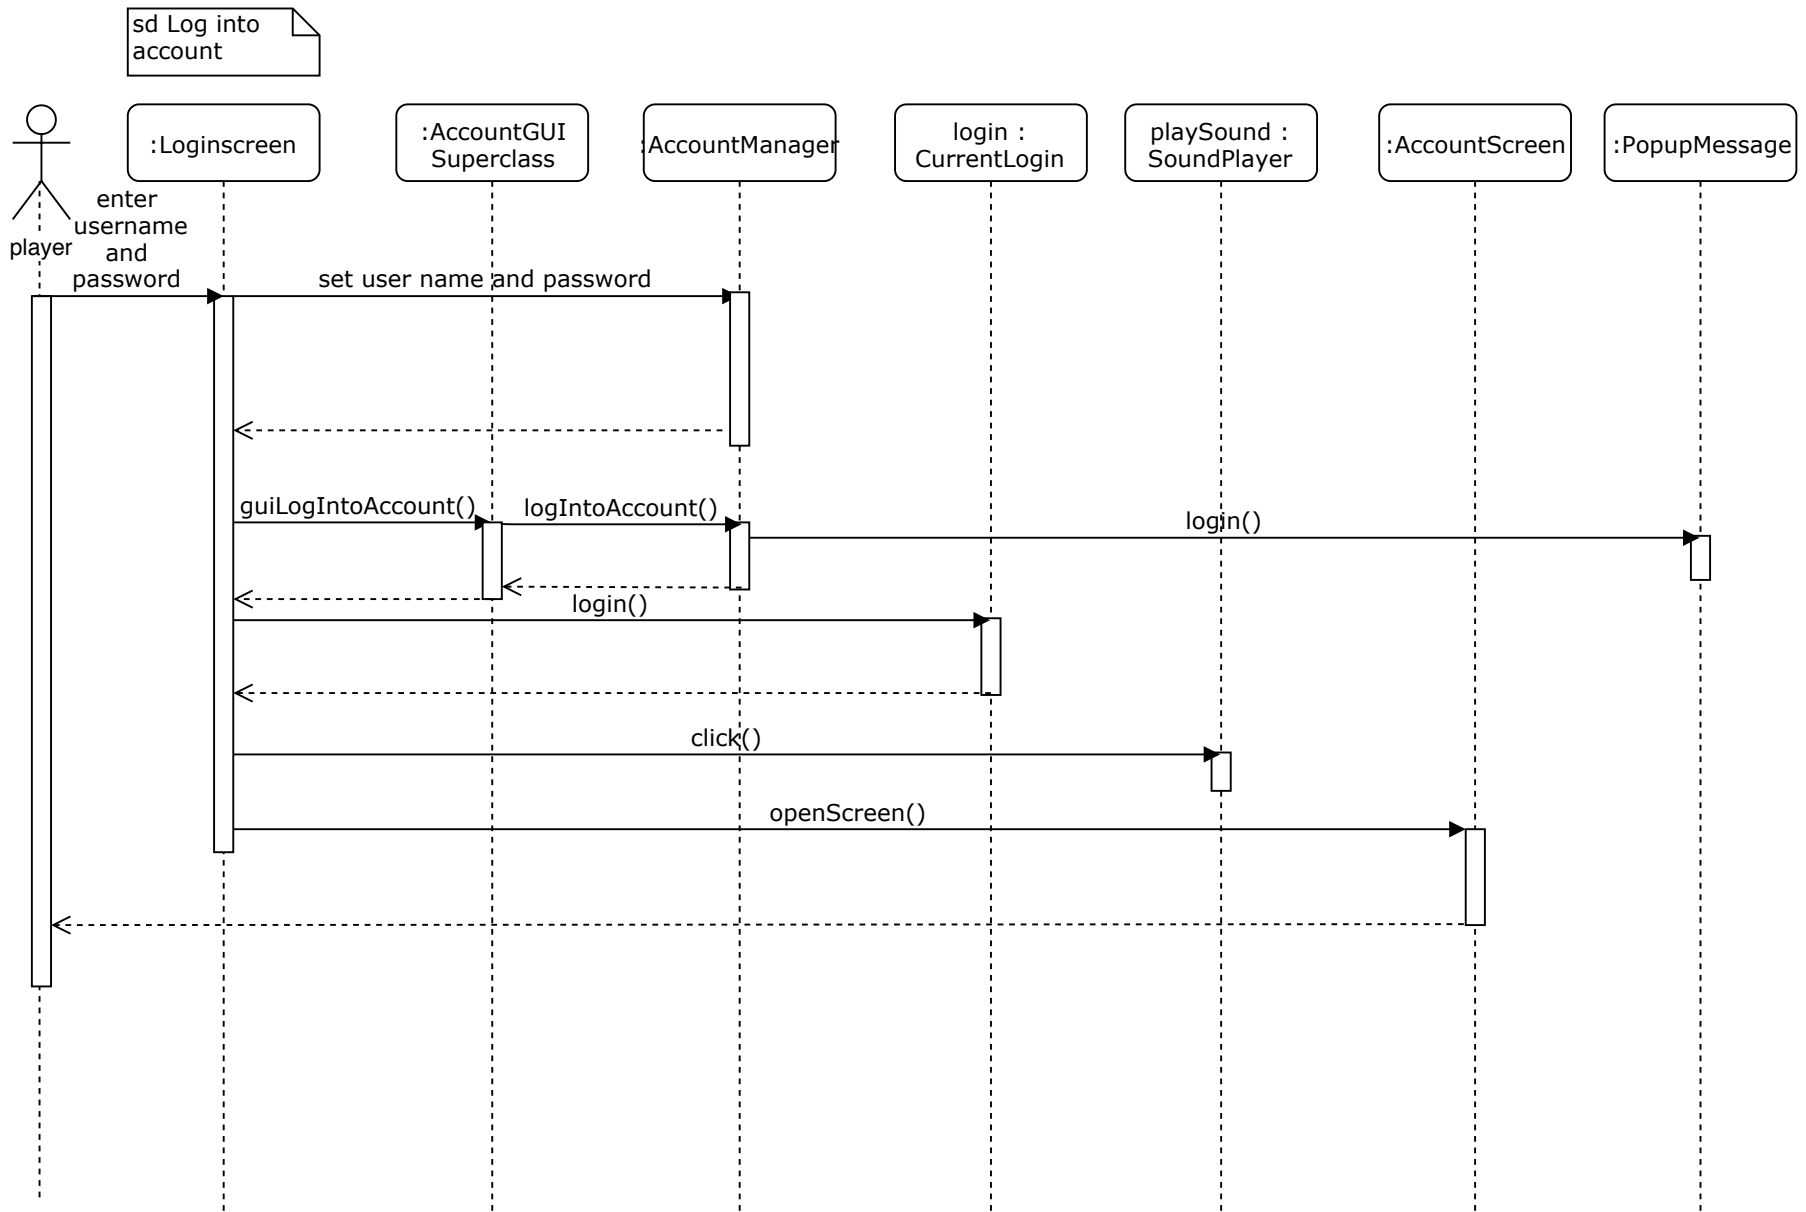 sd Log into
account
:Loginscreen
:AccountGUI
Superclass
:AccountManager
login :
CurrentLogin
playSound :
SoundPlayer
:AccountScreen
:PopupMessage
player
enter
username
and
password
set user name and password
guiLogIntoAccount()
logIntoAccount()
login()
login()
click()
openScreen()